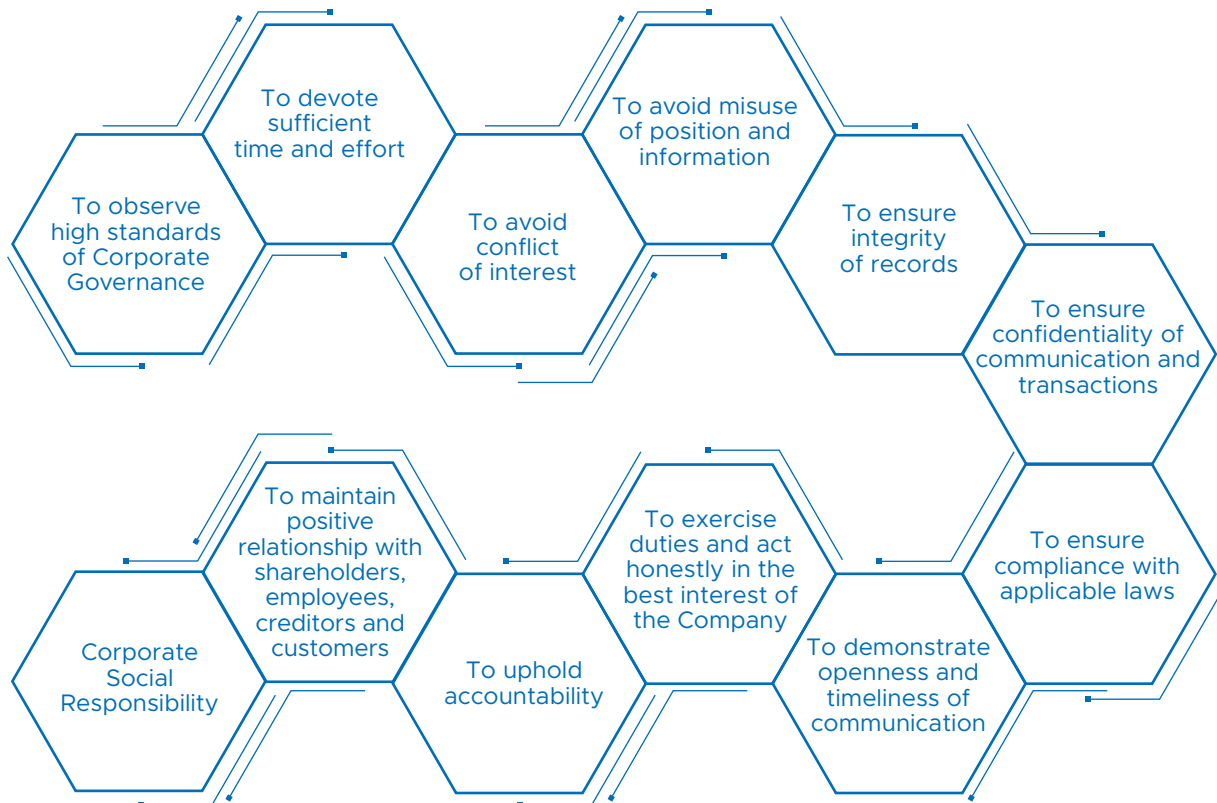 To observe
high standards
of Corporate
Governance
To devote
sufficient
time and effort
To avoid
conflict
of interest
To avoid misuse
of position and
information
To ensure
integrity
of records
To ensure
confidentiality of
communication and
transactions
To ensure
compliance with
applicable laws
To demonstrate
openness and
timeliness of
communication
To exercise
duties and act
honestly in the
best interest of
the Company
To uphold
accountability
To maintain
positive
relationship with
shareholders,
employees,
creditors and
customers
Corporate
Social
Responsibility